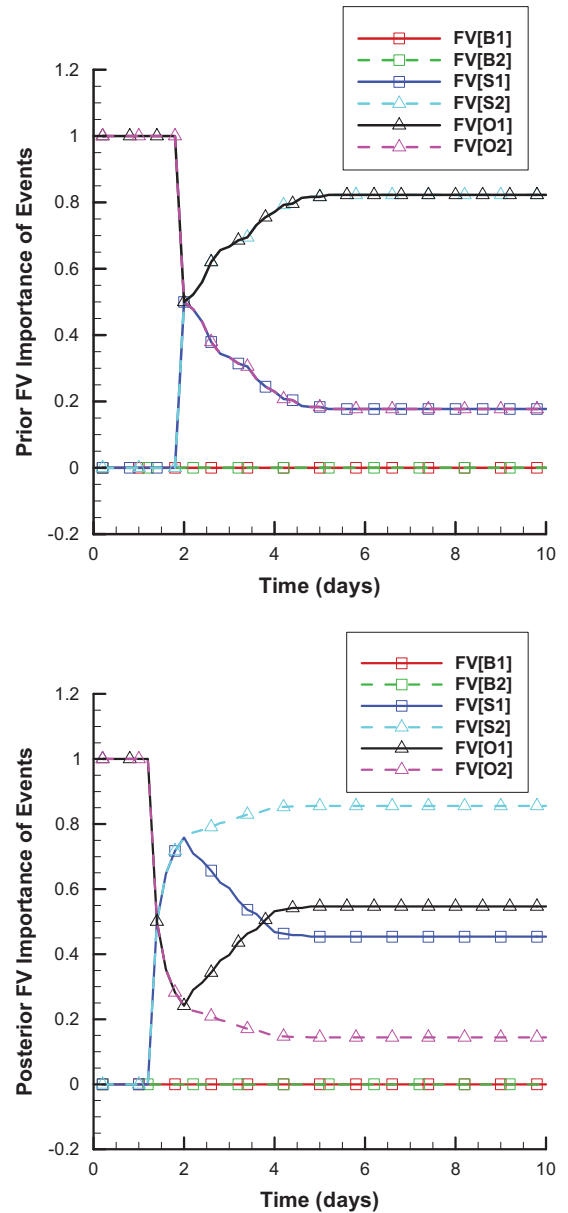 FV[B1]
FV[B2]
FV[S1]
FV[S2]
FV[O1]
FV[O2]
Prior FV Importance of Events
1.2
1
0.8
0.6
0.4
0.2
0
-0.2
0 2 4 6 8 10
Time (days)
FV[B1]
FV[B2]
FV[S1]
FV[S2]
FV[O1]
FV[O2]
Posterior FV Importance of Events
1.2
1
0.8
0.6
0.4
0.2
0
-0.2
0 2 4 6 8 10
Time (days)